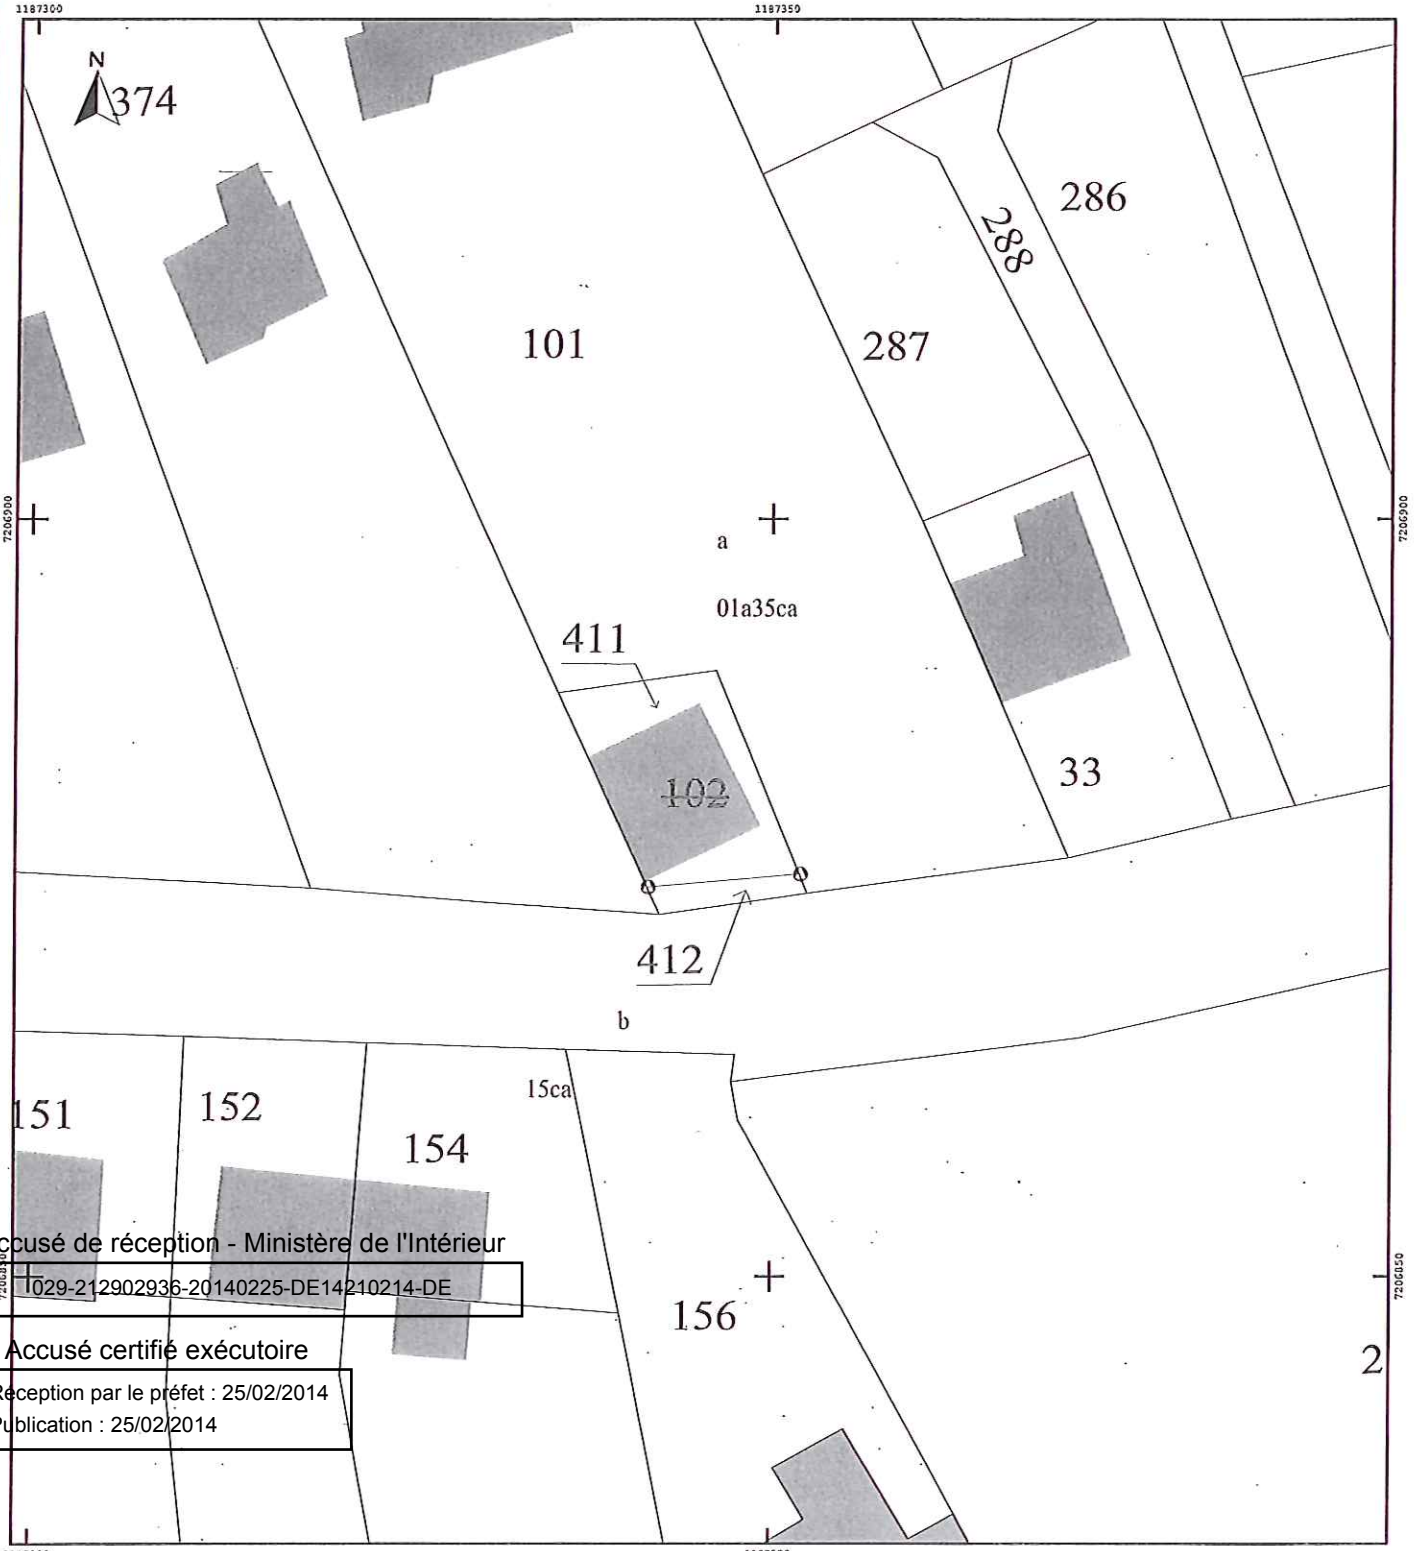 1187300
1187350
N
374
286
288
101
287
7206900
7206900
a
01a35ca
411
102
33
412
b
15ca
151
152
154
ccusé de réception - Ministère de l'Intérieur
7206850
029-212902936-20140225-DE14210214-DE
156
Accusé certifié exécutoire
2
Réception par le préfet : 25/02/2014
Publication : 25/02/2014